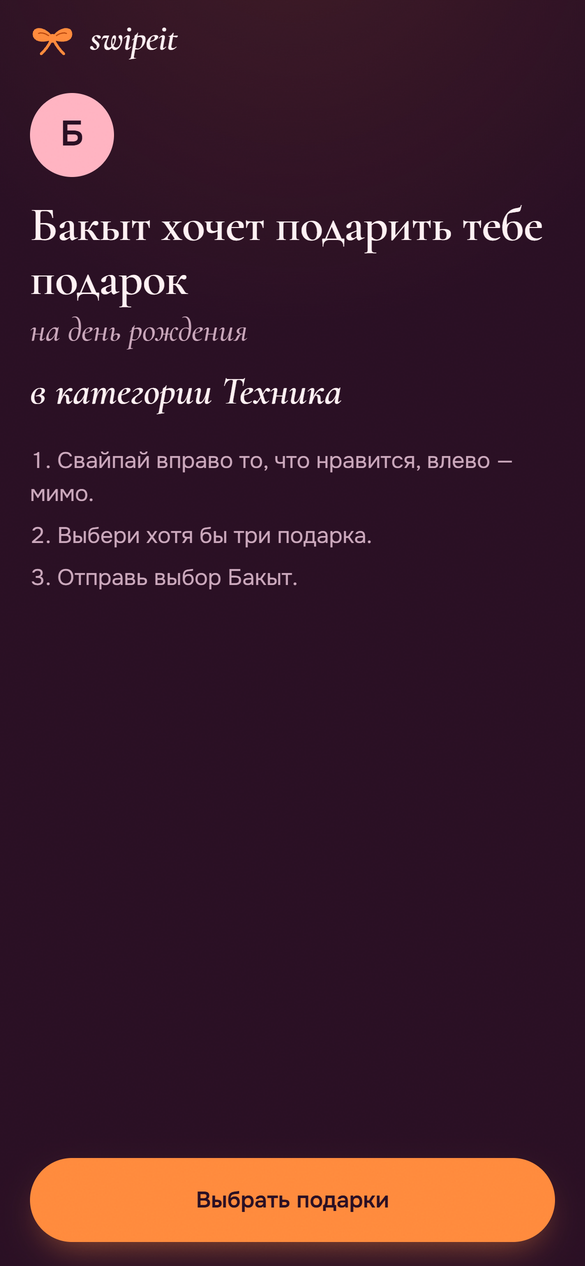 swipeit
Б
Бакыт хочет подарить тебе
подарок
на день рождения
в категории Техника
1. Свайпай вправо то, что нравится, влево —
мимо.
2. Выбери хотя бы три подарка.
3. Отправь выбор Бакыт.
Выбрать подарки